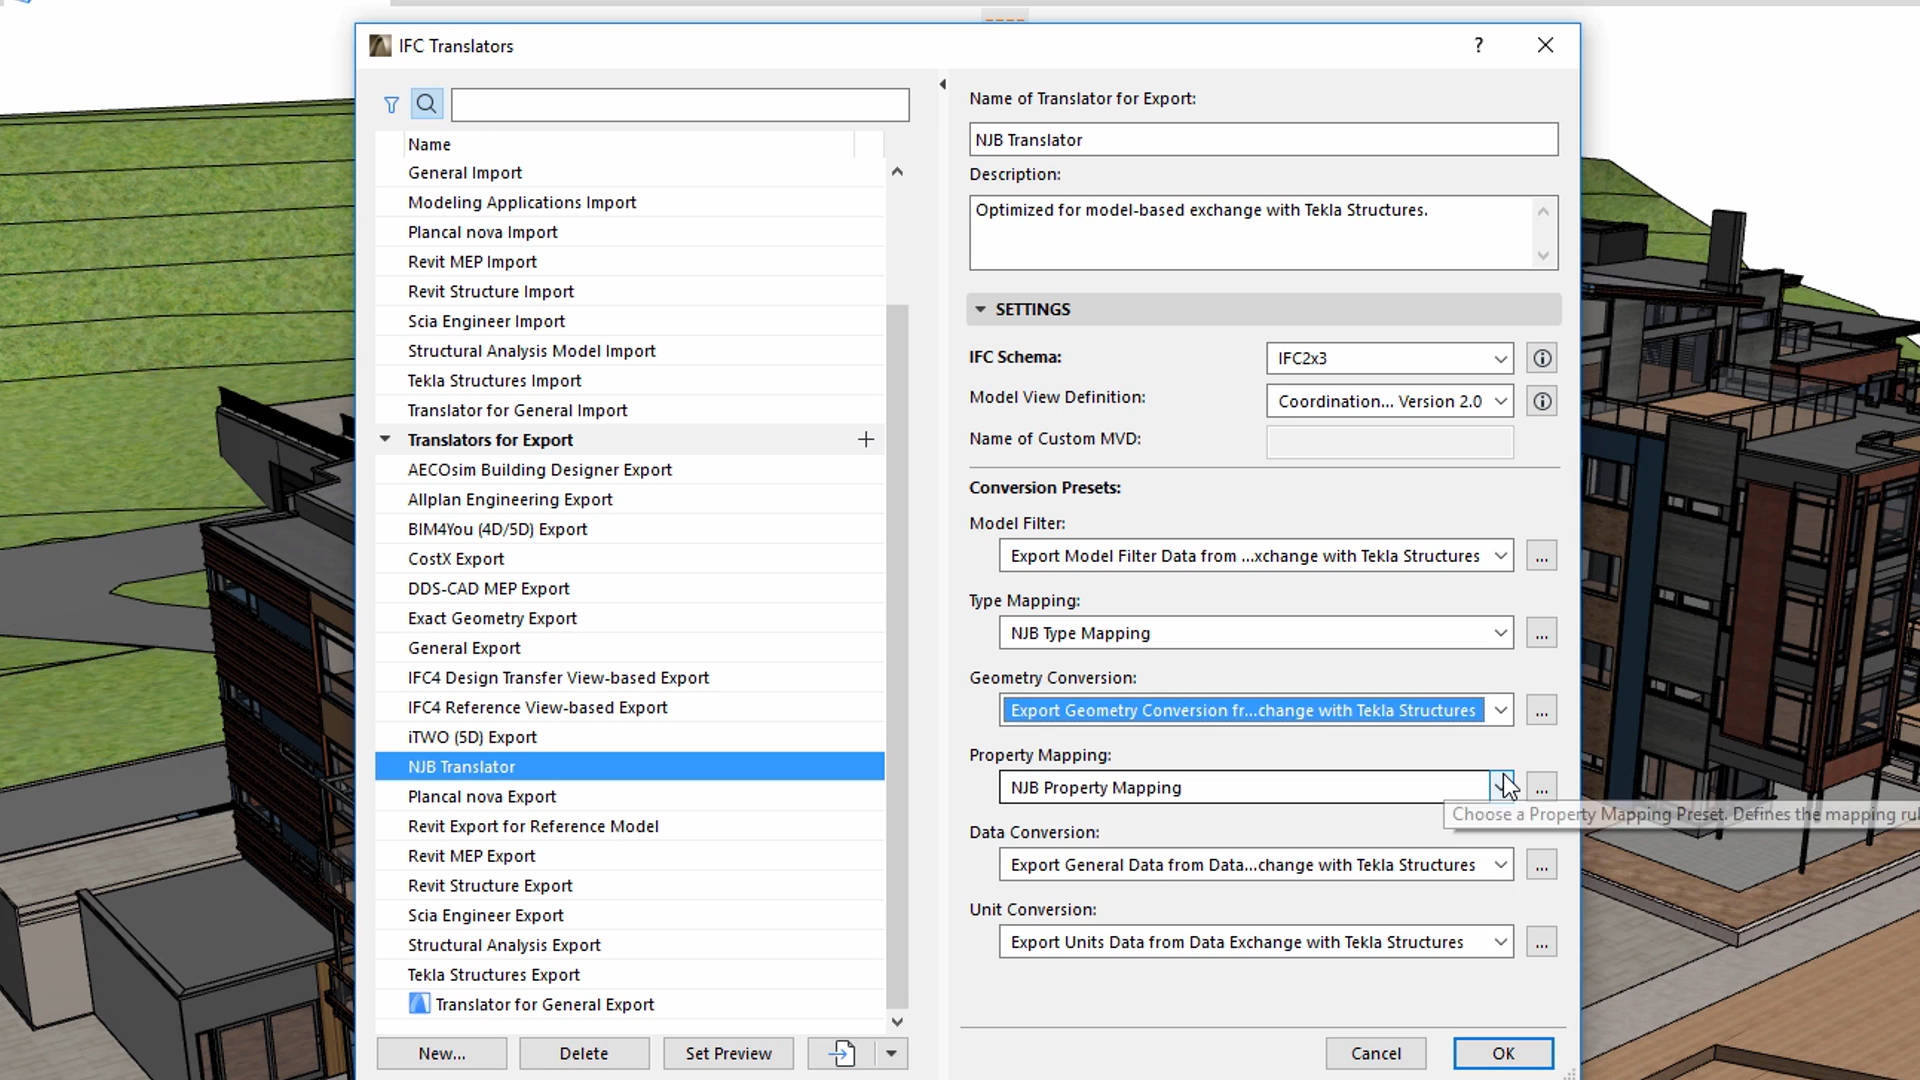 IFC Translators
?
Name
General Import
Modeling Applications Import
Plancal nova Import
Revit MEP Import
Revit Structure Import
Scia Engineer Import
Structural Analysis Model Import
Tekla Structures Import
Translator for General Import
Translators for Export
AECOsim Building Designer Export
Allplan Engineering Export
BIM4You (4D/5D) Export
CostX Export
DDS-CAD MEP Export
Exact Geometry Export
General Export
IFC4 Design Transfer View-based Export
IFC4 Reference View-based Export
iTWO (5D) Export
NJB Translator
Plancal nova Export
Revit Export for Reference Model
Revit MEP Export
Revit Structure Export
Scia Engineer Export
Structural Analysis Export
Tekla Structures Export
Translator for General Export
New...
Delete
Set Preview
Name of Translator for Export:
NJB Translator
Description:
Optimized for model-based exchange with Tekla Structures.
SETTINGS
IFC Schema:
IFC2x3
Model View Definition:
Coordination... Version 2.0
Name of Custom MVD:
Conversion Presets:
Model Filter:
Export Model Filter Data from ...xchange with Tekla Structures
...
Type Mapping:
NJB Type Mapping
...
Geometry Conversion:
Export Geometry Conversion fr...change with Tekla Structures
...
Property Mapping:
NJB Property Mapping
...
Choose a Property Mapping Preset. Defines the mapping ru
Data Conversion:
Export General Data from Data...change with Tekla Structures
...
Unit Conversion:
Export Units Data from Data Exchange with Tekla Structures
...
Cancel
OK